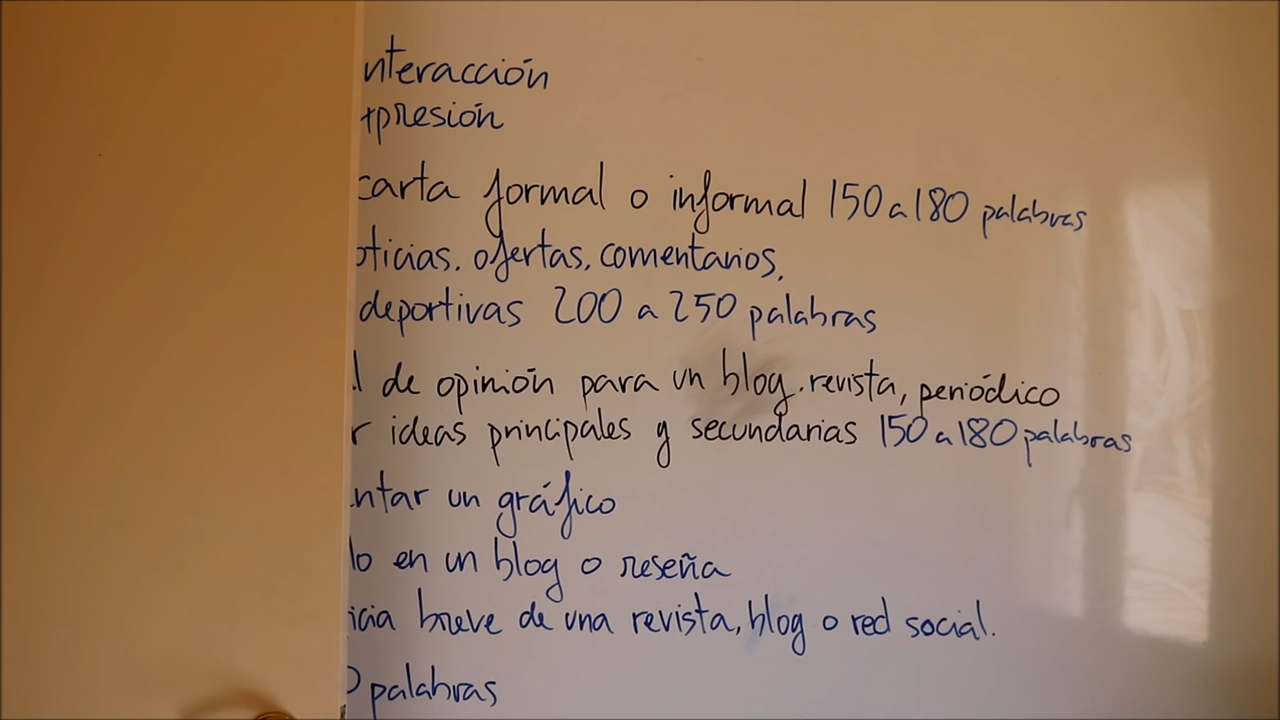 nteracción
xpresión
carta formal o informal 150 a 180 palabras
oticias. ofertas, comentarios,
deportivas 200 a 250 palabras
l de opinión para un blog, revista, periódico
r ideas principales y secundarias 150 a 180 palabras
ntar un gráfico
lo en un blog o reseña
icia breve de una revista, blog o red social.
palabras